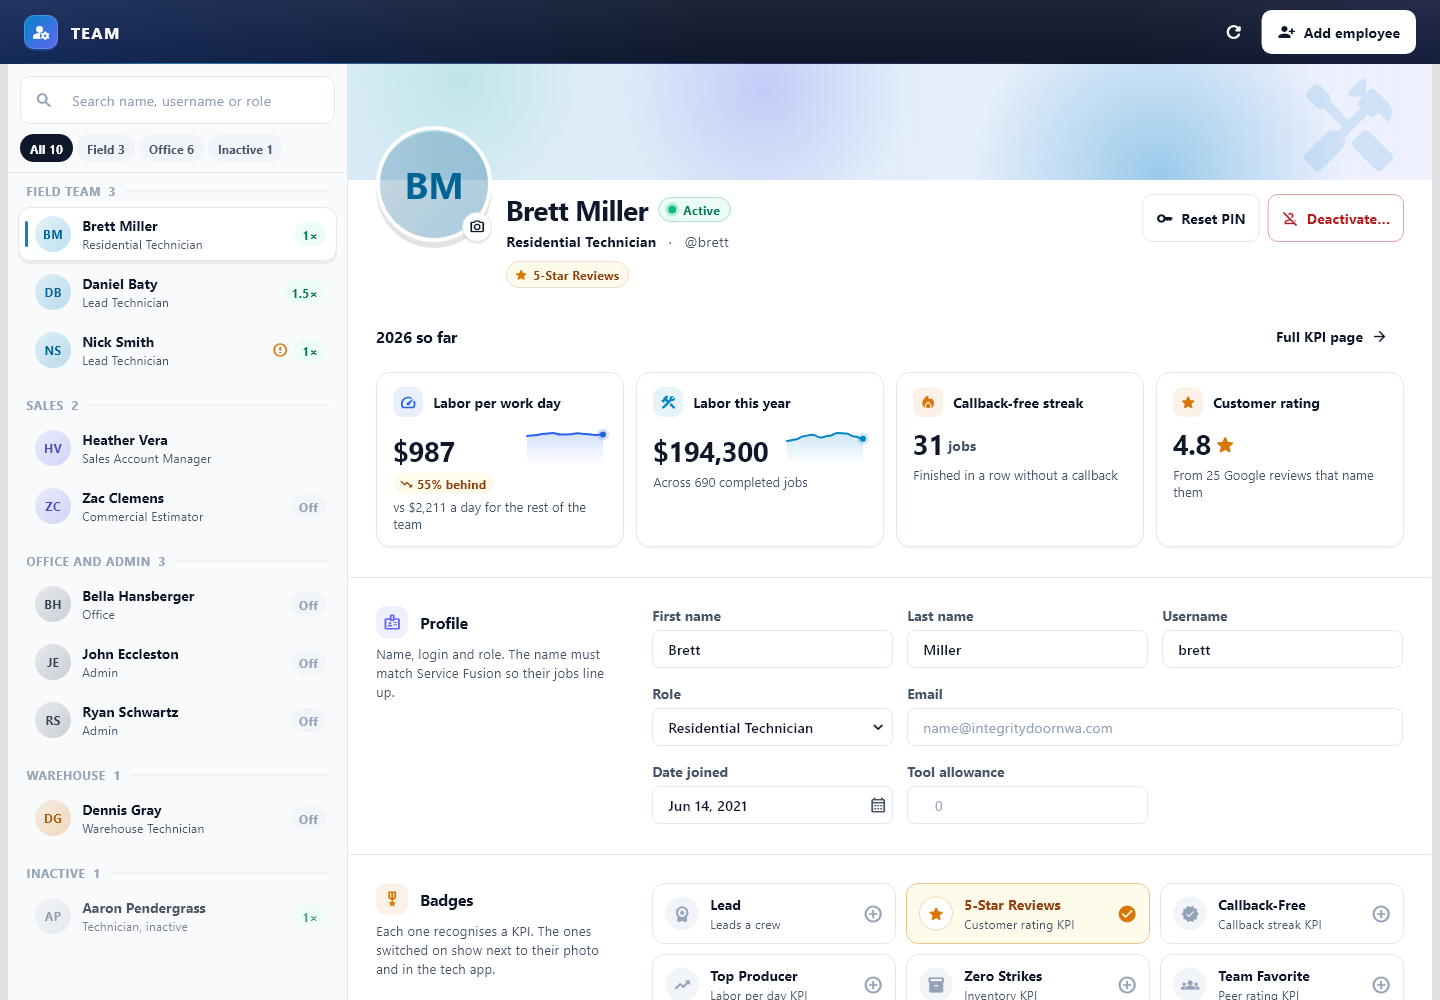 TEAM
Add employee
Search name, username or role
All 10
Field 3
Office 6
Inactive 1
FIELD TEAM 3
BM
Brett Miller
Residential Technician
1×
DB
Daniel Baty
Lead Technician
1.5×
NS
Nick Smith
Lead Technician
1×
SALES 2
HV
Heather Vera
Sales Account Manager
ZC
Zac Clemens
Commercial Estimator
Off
OFFICE AND ADMIN 3
BH
Bella Hansberger
Office
Off
JE
John Eccleston
Admin
Off
RS
Ryan Schwartz
Admin
Off
WAREHOUSE 1
DG
Dennis Gray
Warehouse Technician
Off
INACTIVE 1
AP
Aaron Pendergrass
Technician, inactive
1×
BM
Brett Miller
Active
Residential Technician · @brett
5-Star Reviews
Reset PIN
Deactivate...
2026 so far
Full KPI page
Labor per work day
$987
55% behind
vs $2,211 a day for the rest of the
team
Labor this year
$194,300
Across 690 completed jobs
Callback-free streak
31 jobs
Finished in a row without a callback
Customer rating
4.8
From 25 Google reviews that name
them
Profile
Name, login and role. The name must
match Service Fusion so their jobs line
up.
First name
Brett
Last name
Miller
Username
brett
Role
Residential Technician
Email
name@integritydoornwa.com
Date joined
Jun 14, 2021
Tool allowance
0
Badges
Each one recognises a KPI. The ones
switched on show next to their photo
and in the tech app.
Lead
Leads a crew
5-Star Reviews
Customer rating KPI
Callback-Free
Callback streak KPI
Top Producer
Labor per day KPI
Zero Strikes
Inventory KPI
Team Favorite
Peer rating KPI